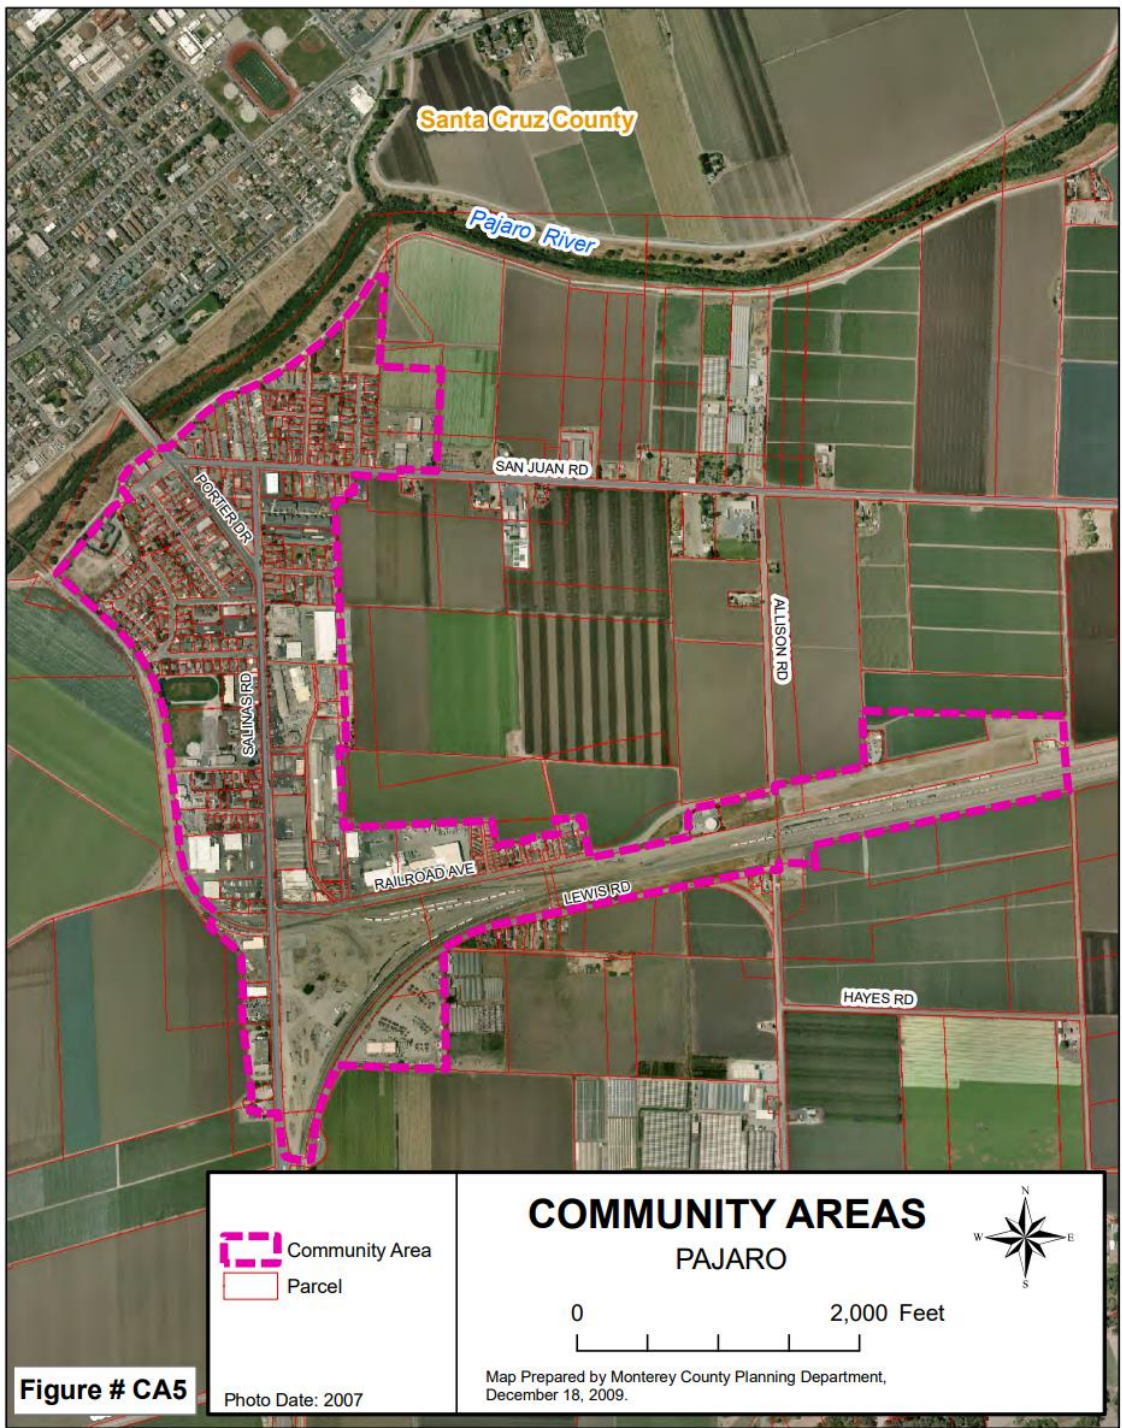 Santa Cruz County
Pajaro River
SAN JUAN RD
PORTER DR
ALLISON RD
SALINAS RD
RAILROAD AVE
LEWIS RD
HAYES RD
Community Area
Parcel
Photo Date: 2007
COMMUNITY AREAS
PAJARO
0 2,000 Feet
Map Prepared by Monterey County Planning Department,
December 18, 2009.
N
W E
S
Figure # CA5